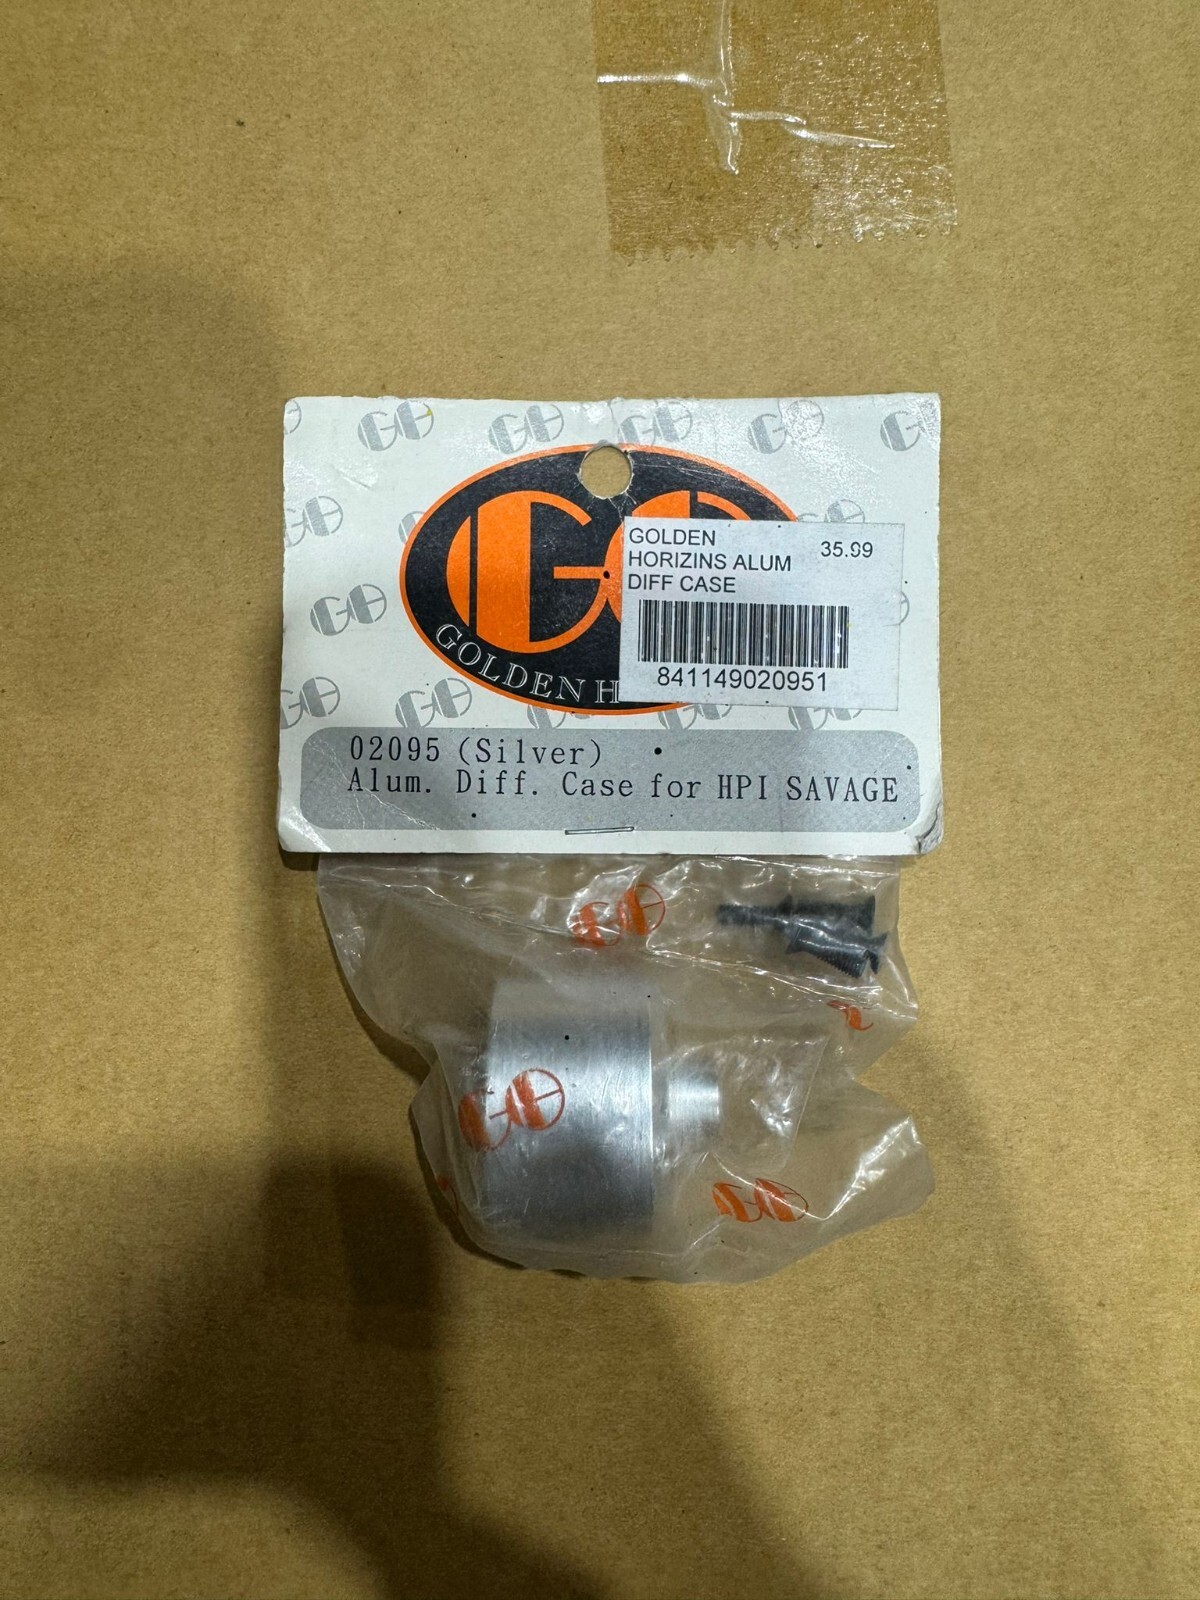 GOLDEN
HORIZINS ALUM
DIFF CASE
35.99
841149020951
GOLDEN H
02095 (Silver)
Alum. Diff. Case for HPI SAVAGE